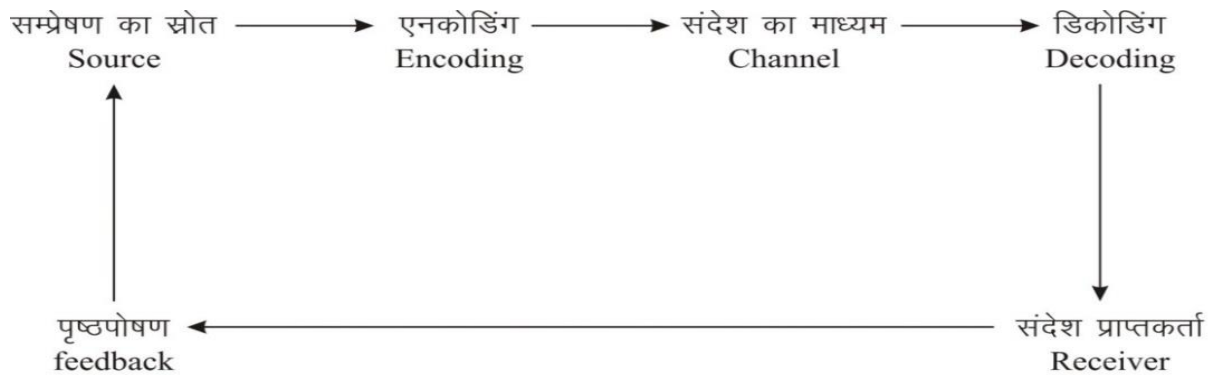 सम्प्रेषण का स्रोत
Source
एनकोडिंग
Encoding
संदेश का माध्यम
Channel
डिकोडिंग
Decoding
पृष्ठपोषण
feedback
संदेश प्राप्तकर्ता
Receiver